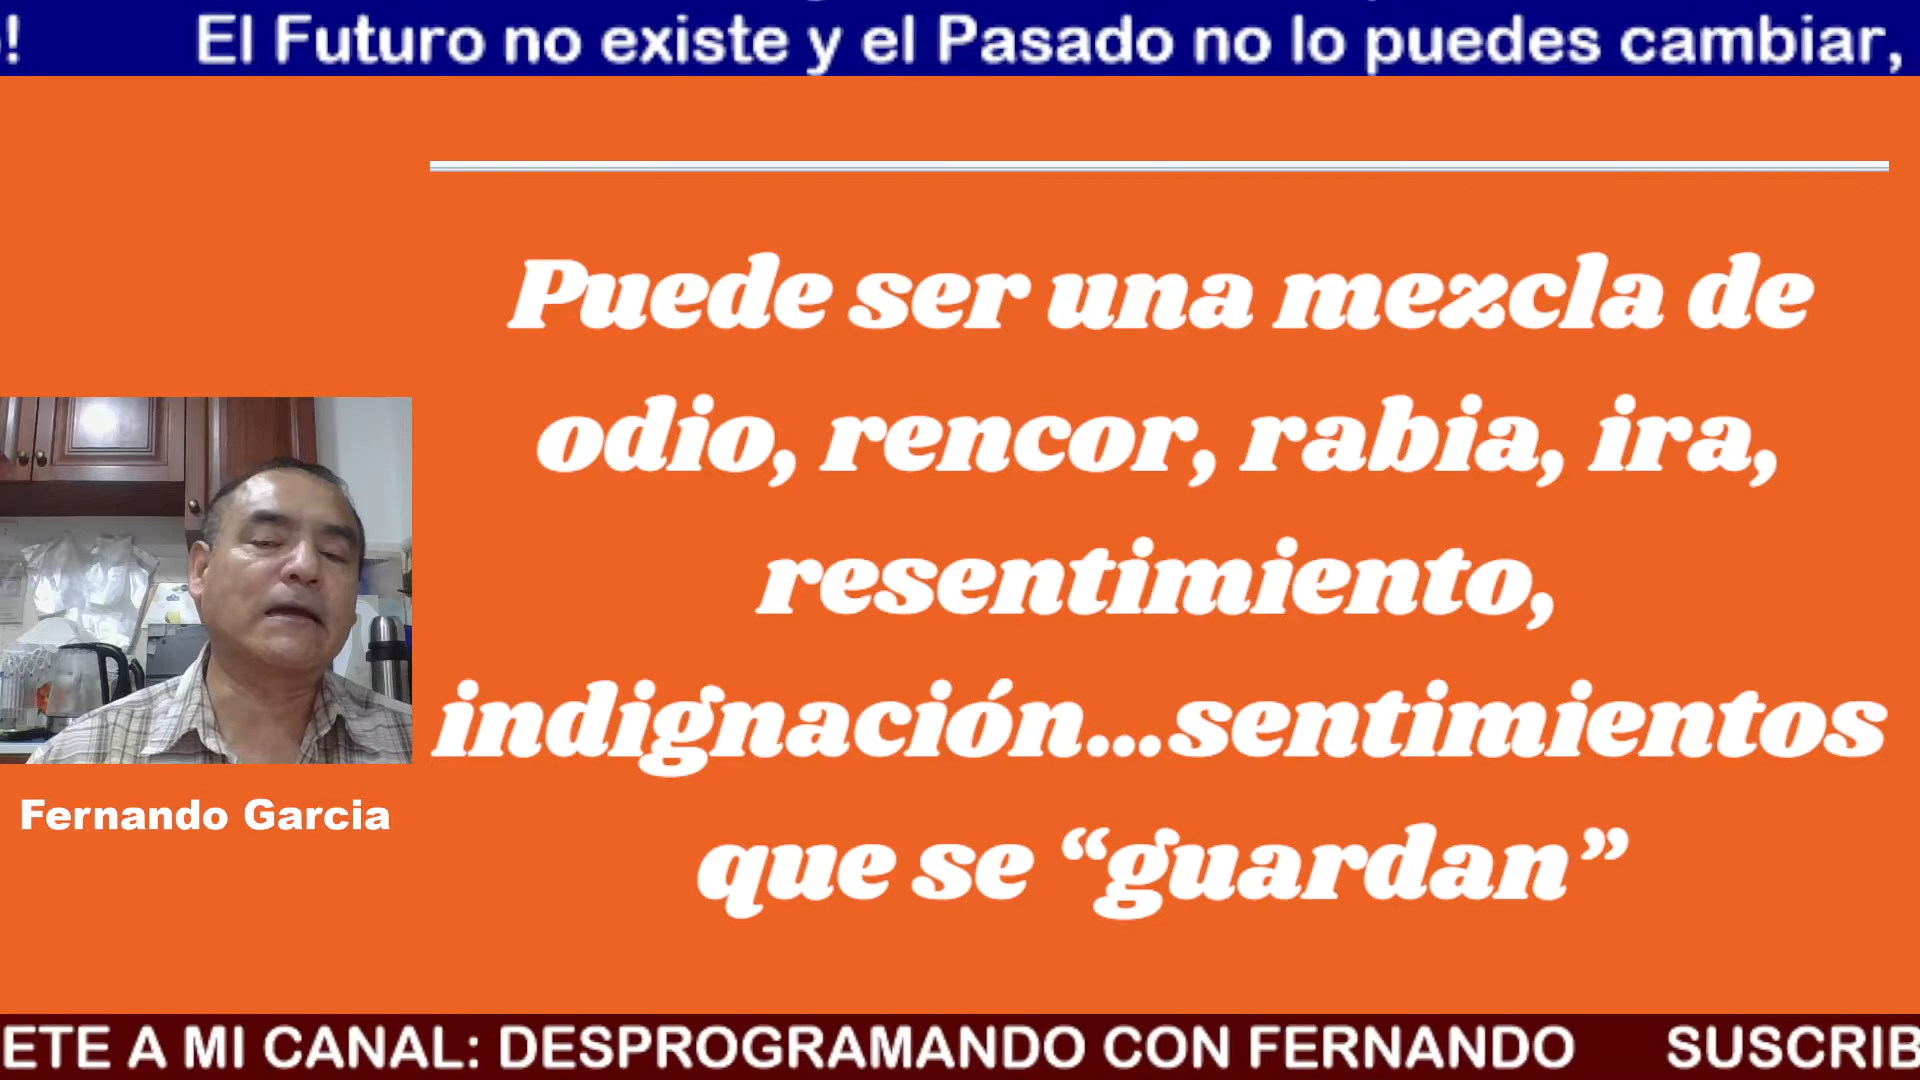 ! El Futuro no existe y el Pasado no lo puedes cambiar,
Puede ser una mezcla de
odio, rencor, rabia, ira,
resentimiento,
indignación...sentimientos
que se “guardan”
Fernando Garcia
ETE A MI CANAL: DESPROGRAMANDO CON FERNANDO SUSCRIB